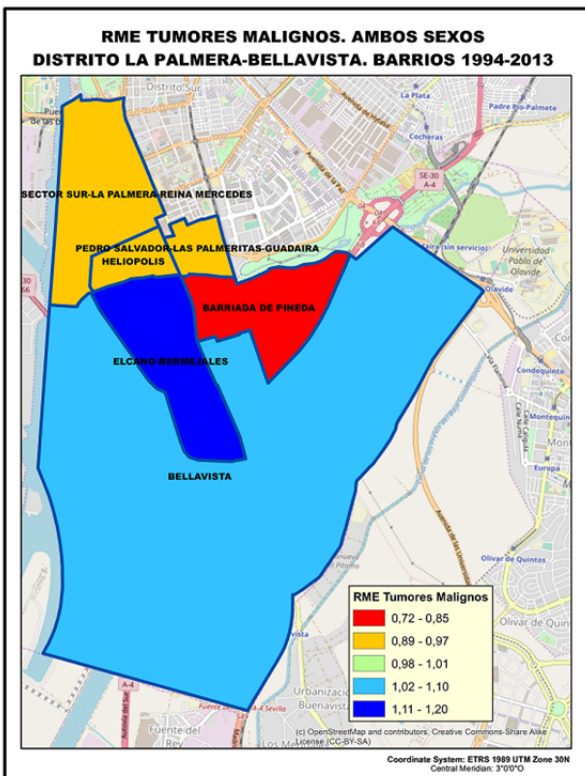 RME TUMORES MALIGNOS. AMBOS SEXOS
DISTRITO LA PALMERA-BELLAVISTA. BARRIOS 1994-2013
Distrito Sur
La Plata
Padre Pío-Palmete
Cocheras
SE-30
A-4
SECTOR SUR-LA PALMERA-REINA MERCEDES
PEDRO SALVADOR-LAS PALMERITAS-GUADAIRA
HELIOPOLIS
Universidad
Pablo de
Olavide
Olavide
BARRIADA DE PINEDA
ELCANO-BERMEJALES
Condequinto
Montequin
Europa
BELLAVISTA
Olivar de Quintos
RME Tumores Malignos
0,72 - 0,85
0,89 - 0,97
0,98 - 1,01
1,02 - 1,10
1,11 - 1,20
A-4
Fuente del
Rey
Urbanización
Buenavista
(c) OpenStreetMap and contributors, Creative Commons-Share Alike
License (CC-BY-SA)
Coordinate System: ETRS 1989 UTM Zone 30N
Central Meridian: 3°0'0"O